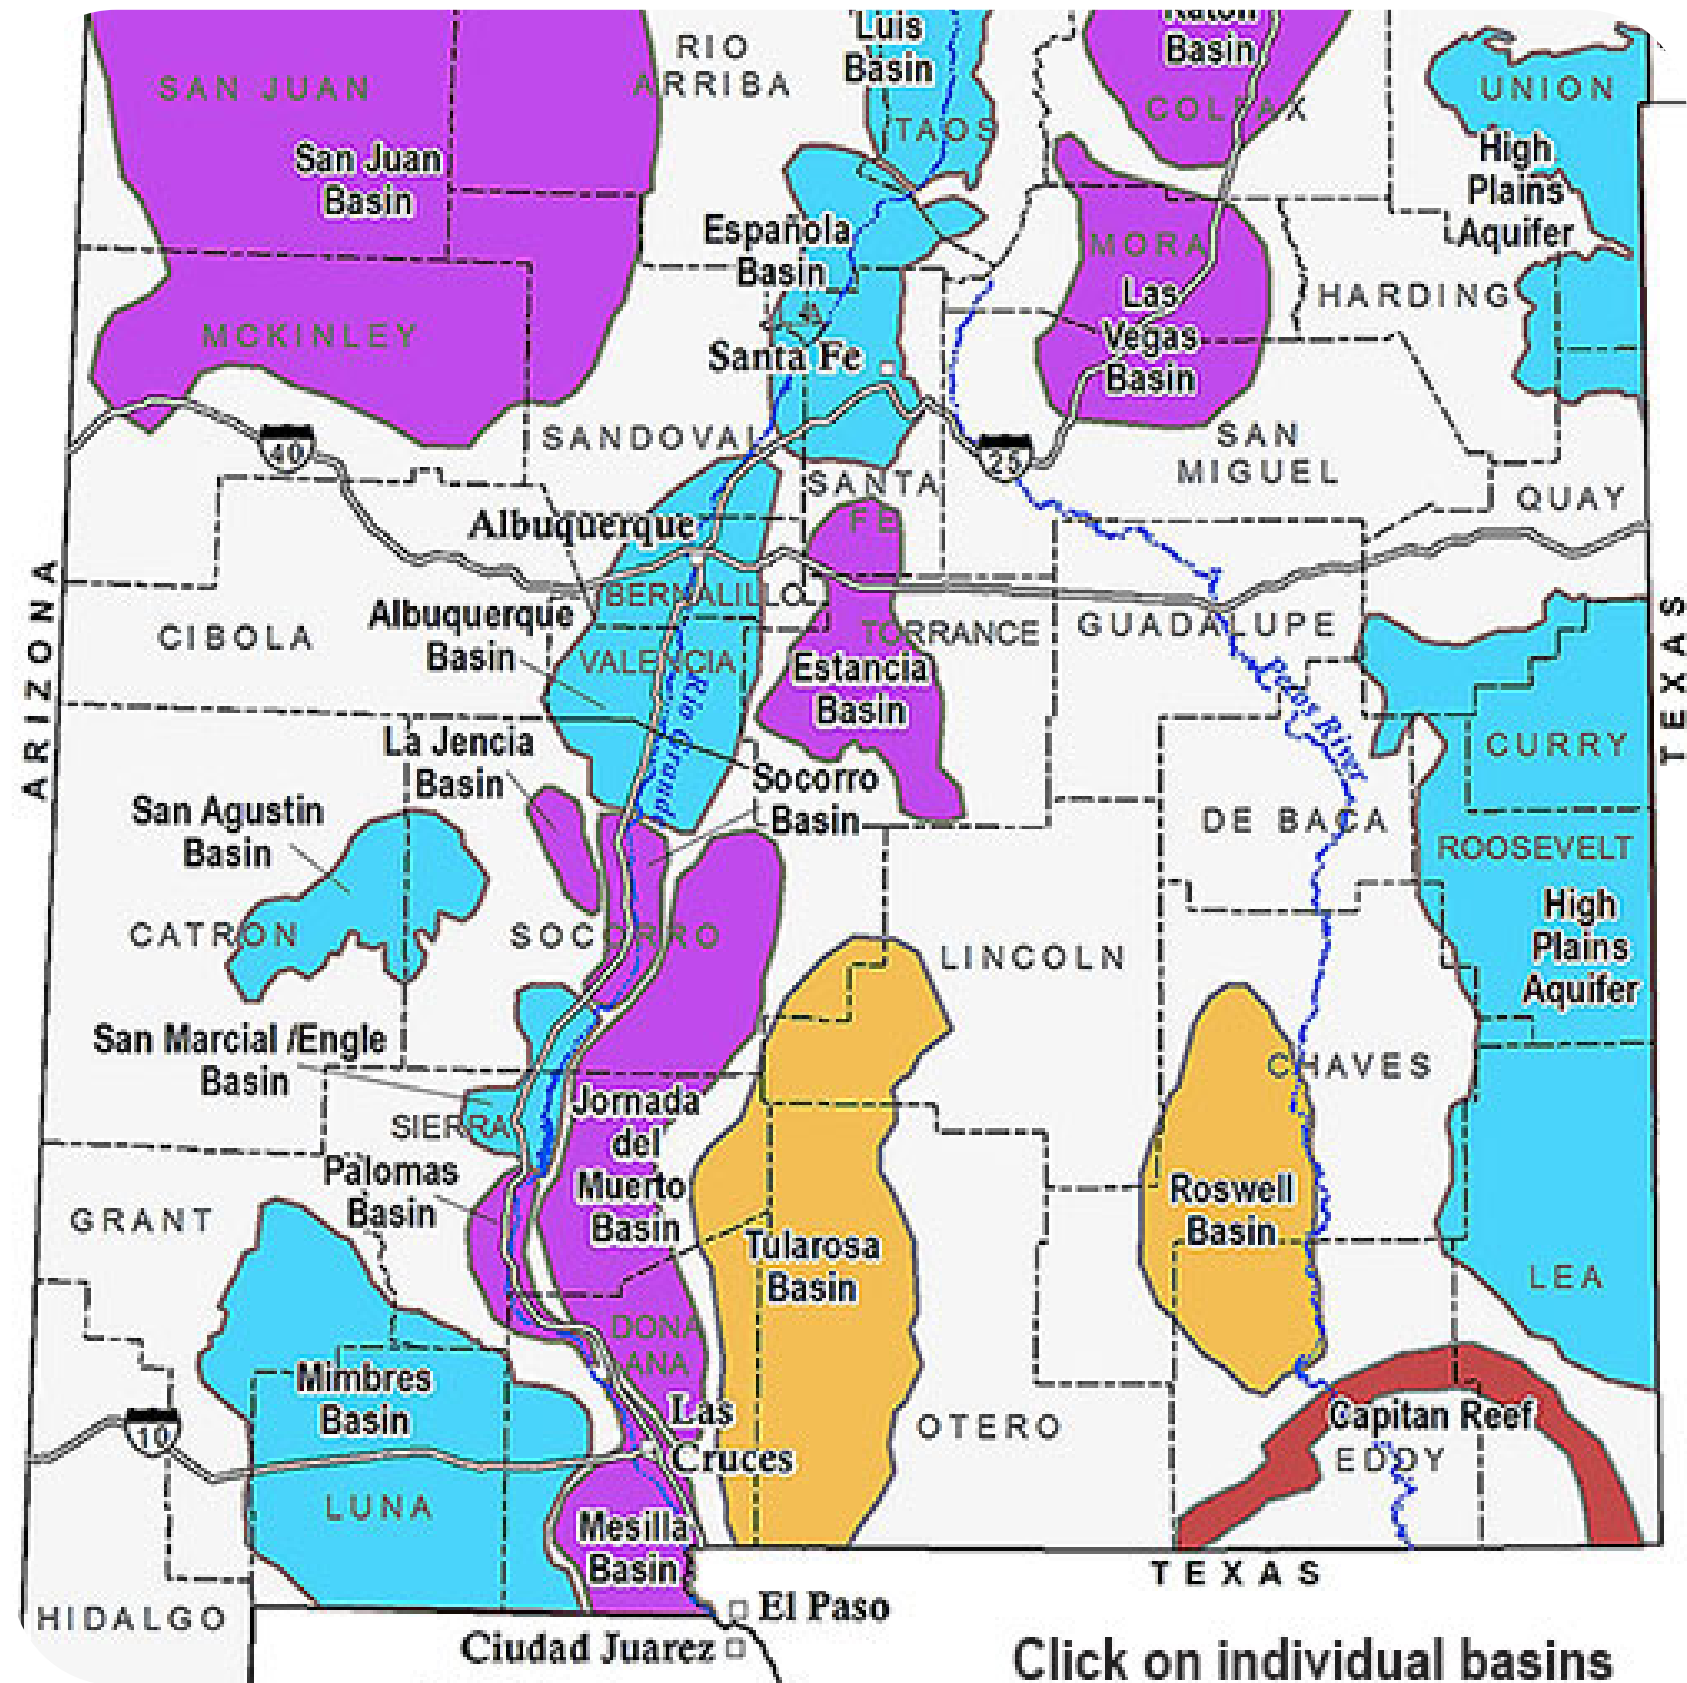 Luis
Basin
Raton
Basin
RIO
ARRIBA
SAN JUAN
UNION
COLFAX
TAOS
San Juan
Basin
High
Plains
Aquifer
Española
Basin
MORA
Las
Vegas
Basin
HARDING
MCKINLEY
LA
Santa Fe
SANDOVAL
SAN
MIGUEL
40
25
SANTA
FE
QUAY
Albuquerque
ARIZONA
BERNALILLO
Albuquerque
Basin
CIBOLA
TORRANCE
GUADALUPE
TEXAS
VALENCIA
Estancia
Basin
Rio Grande
Pecos River
La Jencia
Basin
CURRY
Socorro
Basin
San Agustin
Basin
DE BACA
ROOSEVELT
High
Plains
Aquifer
CATRON
SOCORRO
LINCOLN
San Marcial /Engle
Basin
CHAVES
Jornada
del
Muerto
Basin
SIERRA
Palomas
Basin
Roswell
Basin
GRANT
Tularosa
Basin
LEA
DONA
ANA
Mimbres
Basin
Las
Cruces
Capitan Reef
10
OTERO
EDDY
LUNA
Mesilla
Basin
TEXAS
HIDALGO
El Paso
Ciudad Juarez
Click on individual basins